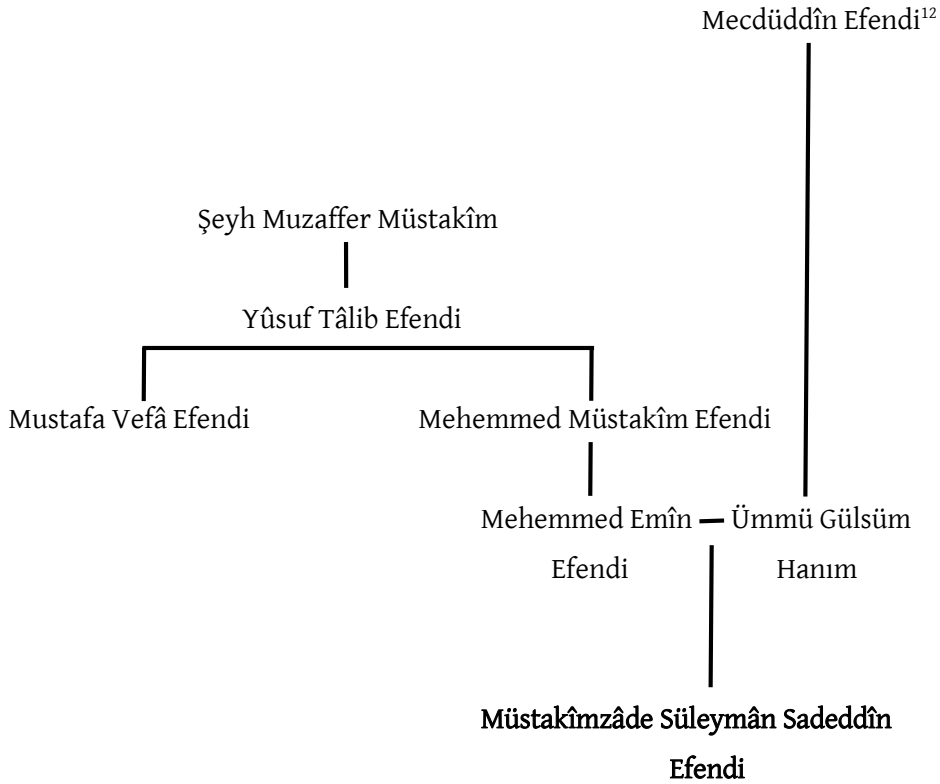 Mecdüddîn Efendi¹²
Şeyh Muzaffer Müstakîm
Yûsuf Tâlib Efendi
Mustafa Vefâ Efendi
Mehemmed Müstakîm Efendi
Mehemmed Emîn
Efendi
Ümmü Gülsüm
Hanım
Müstakîmzâde Süleymân Sadeddîn
Efendi